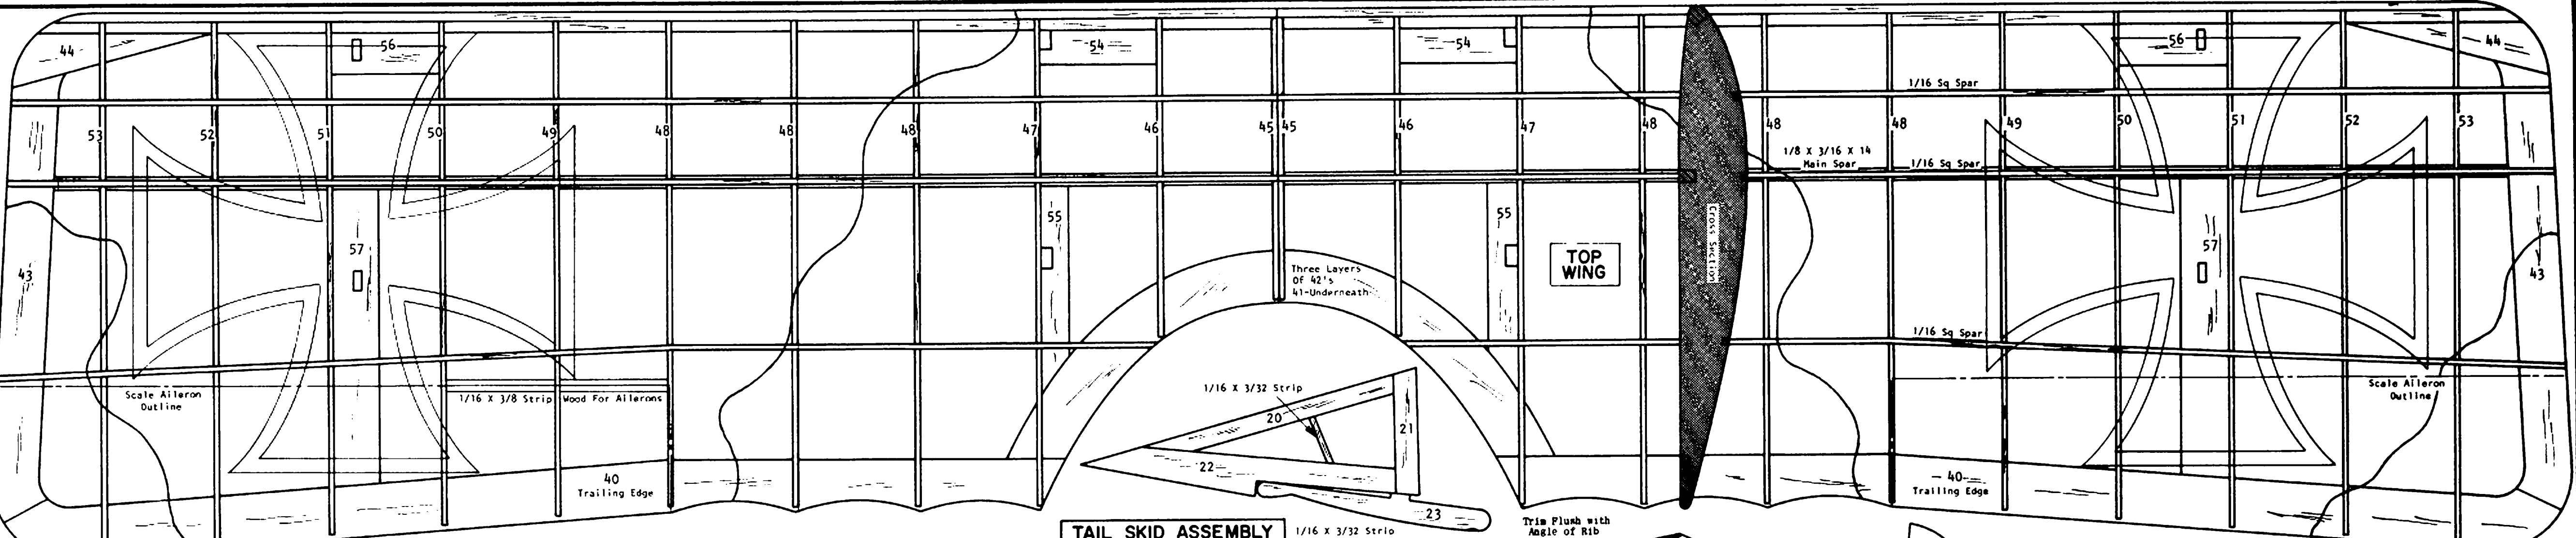 44
56
54
54
56
44
1/16 Sq Spar
53
52
51
50
49
48
48
48
47
46
45
45
46
47
48
48
48
49
50
51
52
53
1/8 X 3/16 X 14
Main Spar
1/16 Sq Spar
55
55
57
57
43
43
Cross Section
TOP
WING
Three Layers
Of 42's
41-Underneath
1/16 Sq Spar
Scale Aileron
Outline
1/16 X 3/8 Strip Wood For Ailerons
1/16 X 3/32 Strip
20
21
22
23
Scale Aileron
Outline
40
Trailing Edge
40
Trailing Edge
TAIL SKID ASSEMBLY
1/16 X 3/32 Strip
Trim Flush with
Angle of Rib